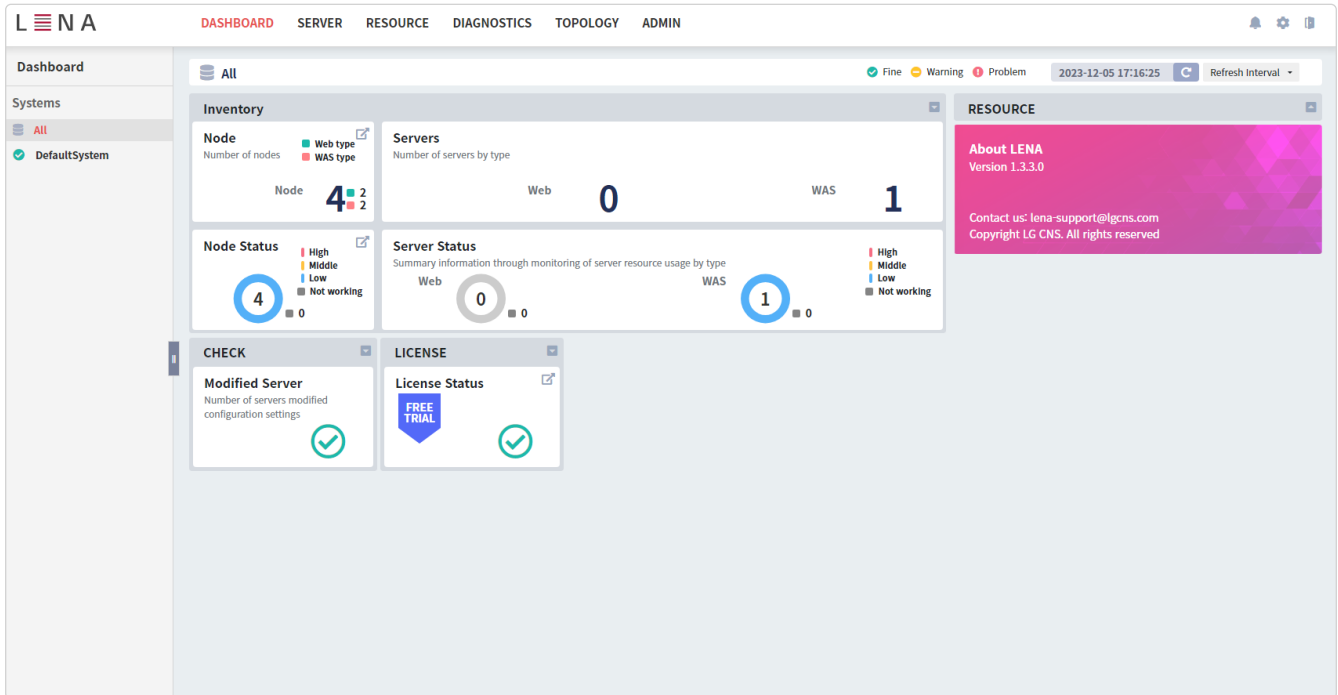 LENA
DASHBOARD SERVER RESOURCE DIAGNOSTICS TOPOLOGY ADMIN
Dashboard
Systems
All
DefaultSystem
All
Fine Warning Problem 2023-12-05 17:16:25 Refresh Interval
Inventory
Node
Number of nodes
Web type
WAS type
Node 4 2
2
Servers
Number of servers by type
Web 0 WAS 1
Node Status
High
Middle
Low
Not working
4 0
Server Status
Summary information through monitoring of server resource usage by type
Web 0 0
WAS 1 0
High
Middle
Low
Not working
RESOURCE
About LENA
Version 1.3.3.0
Contact us: lena-support@lgcns.com
Copyright LG CNS. All rights reserved
CHECK
Modified Server
Number of servers modified
configuration settings
LICENSE
License Status
FREE
TRIAL